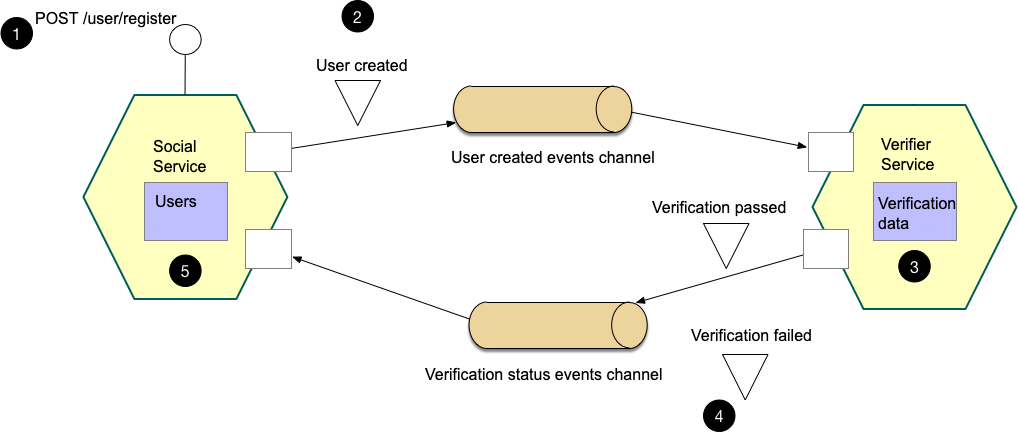 1
POST /user/register
2
User created
User created events channel
Social
Service
Users
5
Verifier
Service
Verification
data
3
Verification passed
Verification status events channel
Verification failed
4